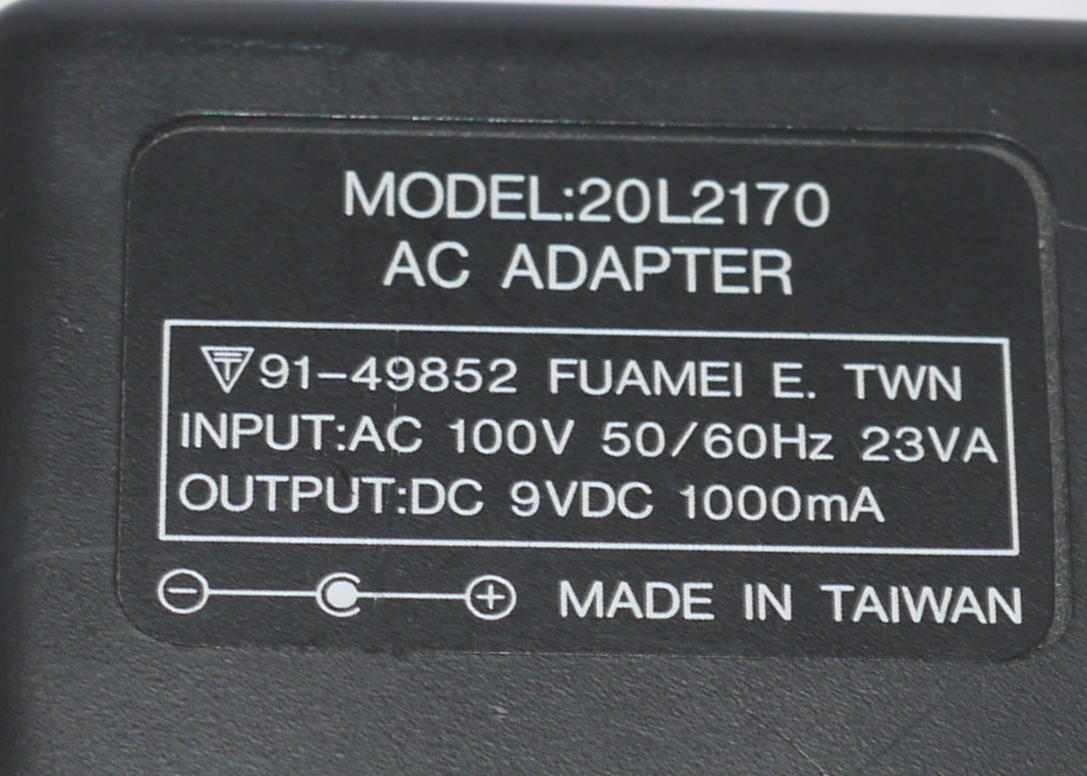 MODEL:20L2170
AC ADAPTER
91-49852 FUAMEI E. TWN
INPUT:AC 100V 50/60Hz 23VA
OUTPUT:DC 9VDC 1000mA
MADE IN TAIWAN